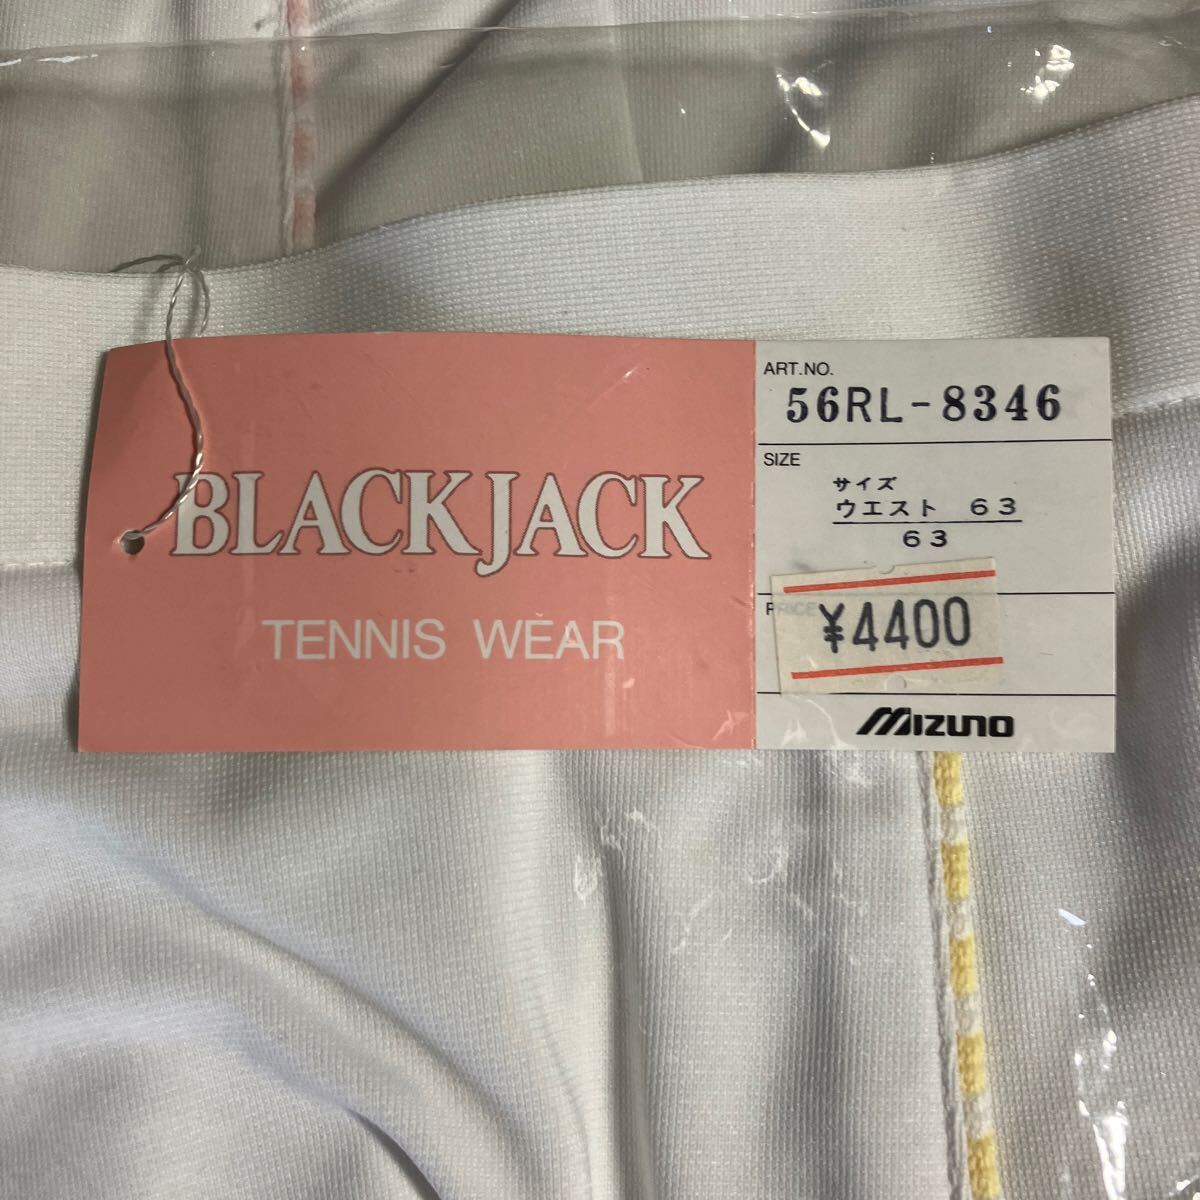 BLACKJACK
TENNIS WEAR
ART.NO.
56RL-8346
SIZE
サイズ
ウエスト 63
63
PRICE
¥4400
MIZUNO